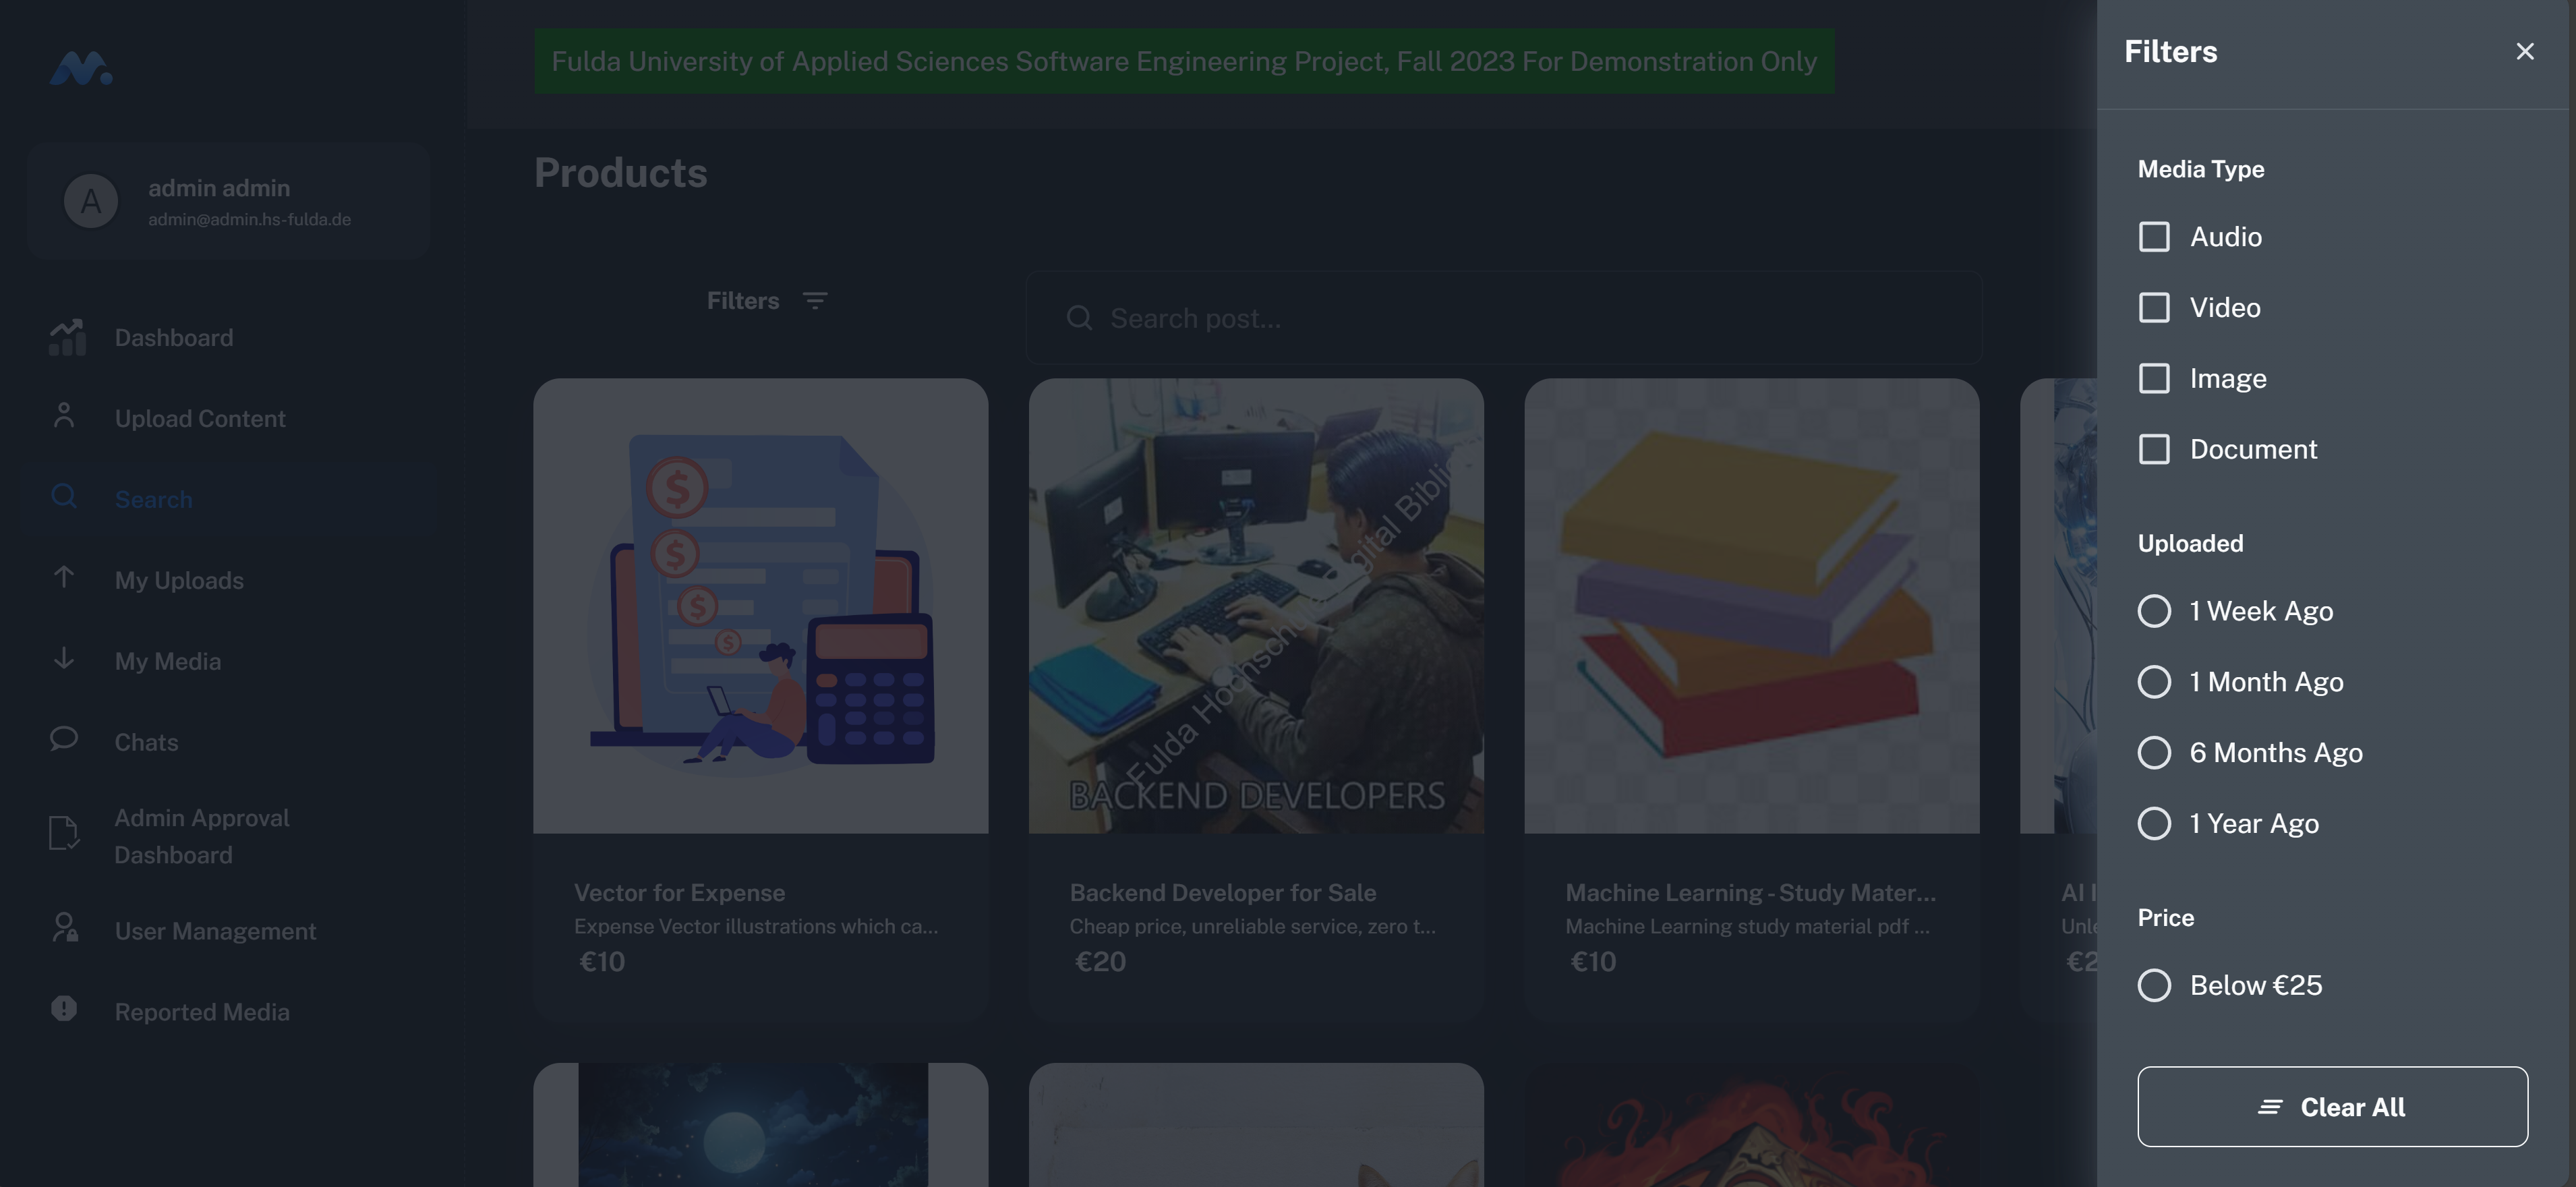 Fulda University of Applied Sciences Software Engineering Project, Fall 2023 For Demonstration Only
A
admin admin
admin@admin.hs-fulda.de
Dashboard
Upload Content
Search
My Uploads
My Media
Chats
Admin Approval
Dashboard
User Management
Reported Media
Products
Filters
Search post...
Fulda Hochschule Digital Biblio
BACKEND DEVELOPERS
Vector for Expense
Expense Vector illustrations which ca...
€10
Backend Developer for Sale
Cheap price, unreliable service, zero t...
€20
Machine Learning - Study Mater...
Machine Learning study material pdf ...
€10
AI
Unle
€2
Filters
Media Type
Audio
Video
Image
Document
Uploaded
1 Week Ago
1 Month Ago
6 Months Ago
1 Year Ago
Price
Below €25
Clear All